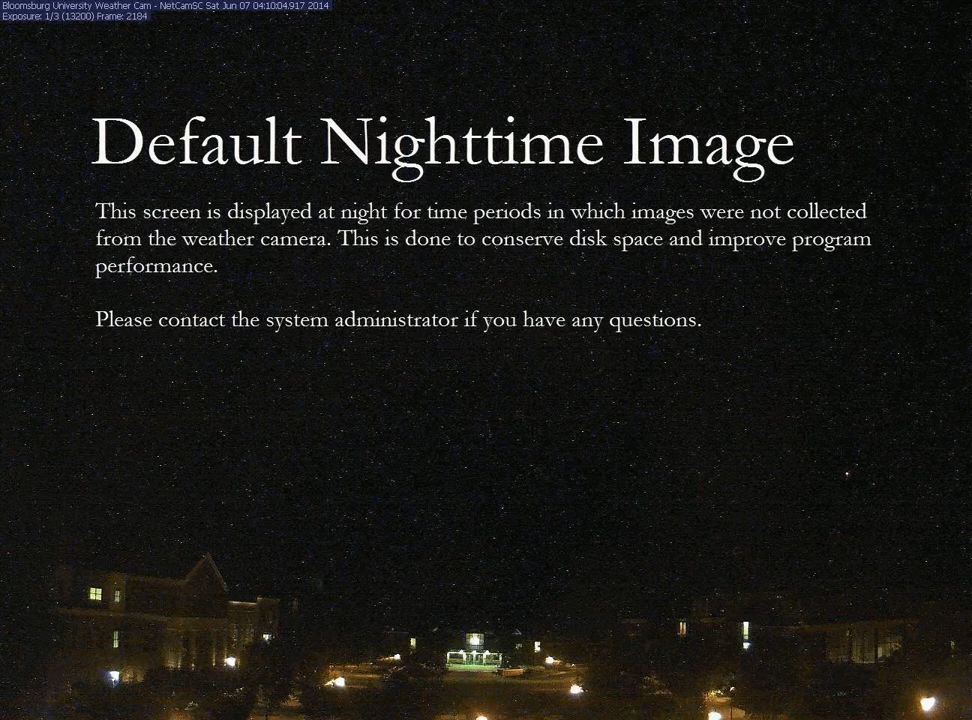 Bloomsburg University Weather Cam - NetCamSC Sat Jun 07 04:10:04.917 2014
Exposure: 1/3 (13200) Frame: 2184
Default Nighttime Image
This screen is displayed at night for time periods in which images were not collected
from the weather camera. This is done to conserve disk space and improve program
performance.
Please contact the system administrator if you have any questions.